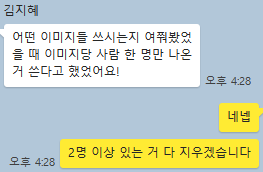 김지혜
어떤 이미지들 쓰시는지 여쭤봤었
을 때 이미지당 사람 한 명만 나온
거 쓴다고 했었어요!
오후 4:28
네넵
오후 4:28
2명 이상 있는 거 다 지우겠습니다